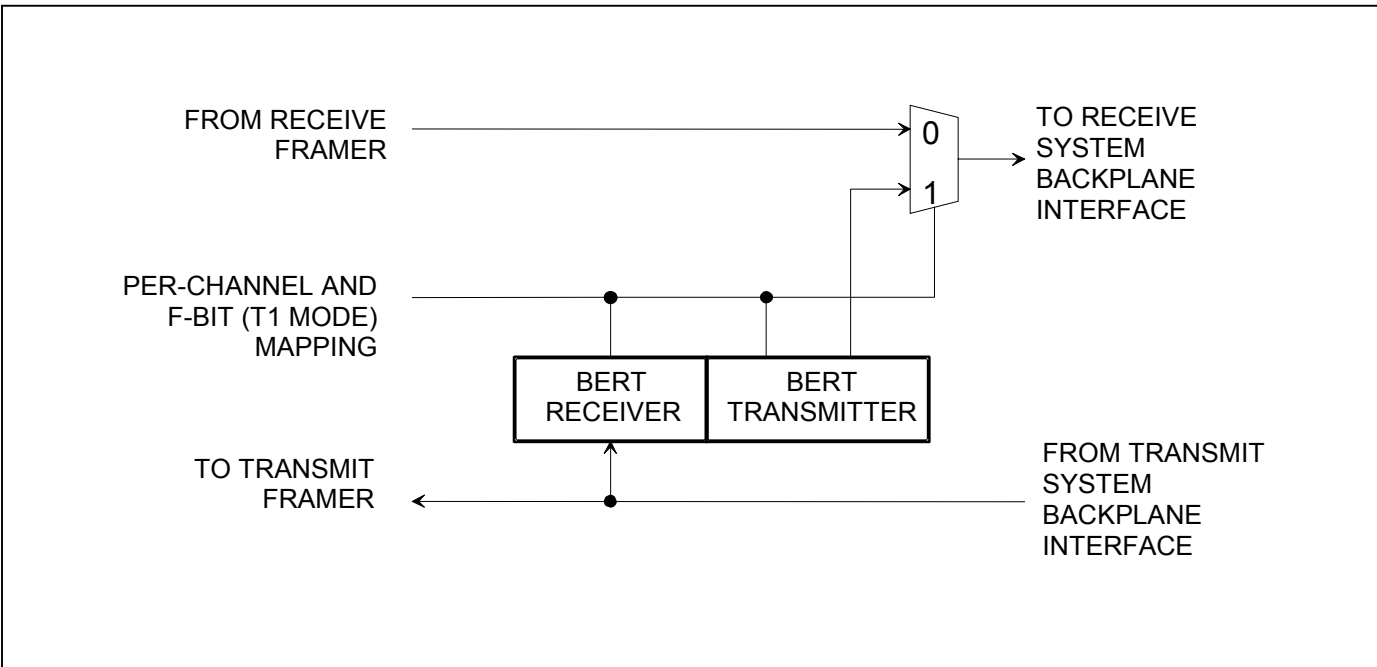 FROM RECEIVE
FRAMER
0
1
TO RECEIVE
SYSTEM
BACKPLANE
INTERFACE
PER-CHANNEL AND
F-BIT (T1 MODE)
MAPPING
BERT
RECEIVER
BERT
TRANSMITTER
TO TRANSMIT
FRAMER
FROM TRANSMIT
SYSTEM
BACKPLANE
INTERFACE